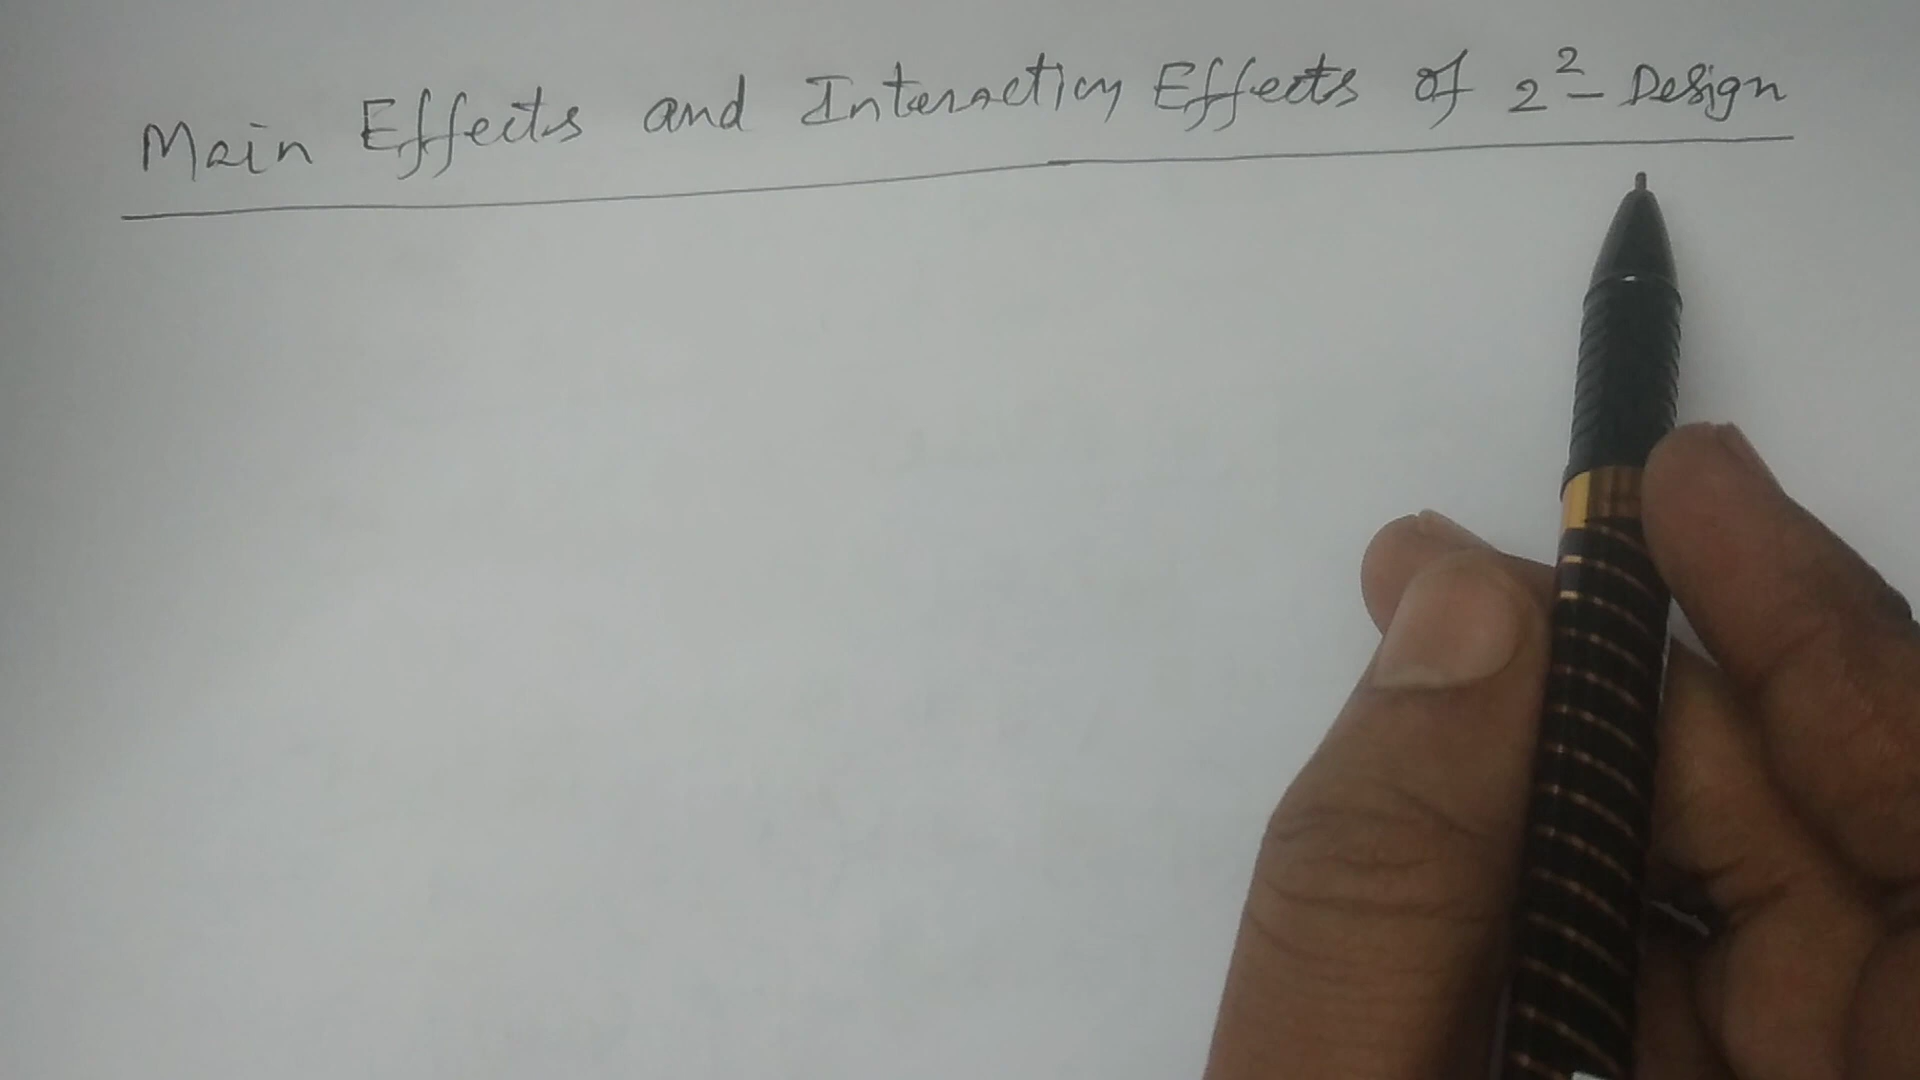 Main Effects and Interaction Effects of 2² - Design